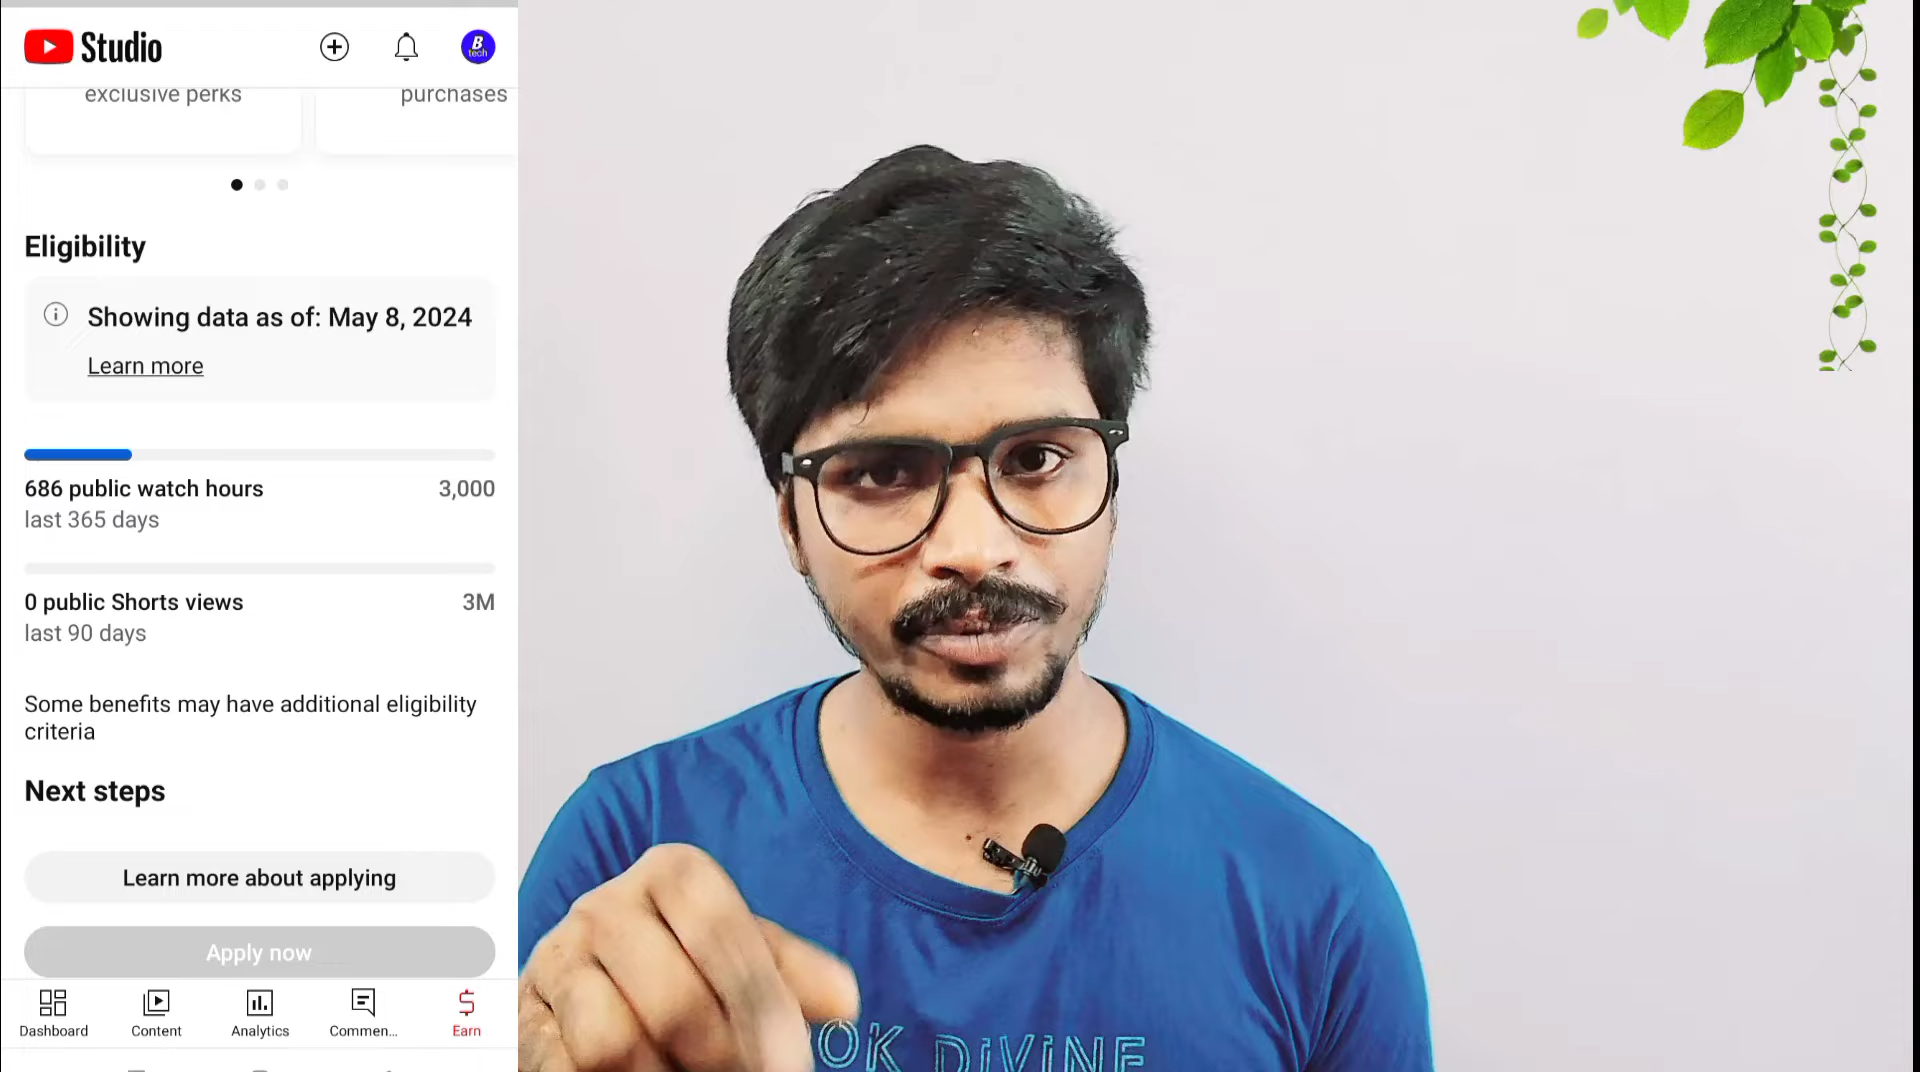 Studio
B
tech
exclusive perks
purchases
Eligibility
Showing data as of: May 8, 2024
Learn more
686 public watch hours
3,000
last 365 days
0 public Shorts views
3M
last 90 days
Some benefits may have additional eligibility
criteria
Next steps
Learn more about applying
Apply now
Dashboard
Content
Analytics
Commen...
Earn
OK DiViNE